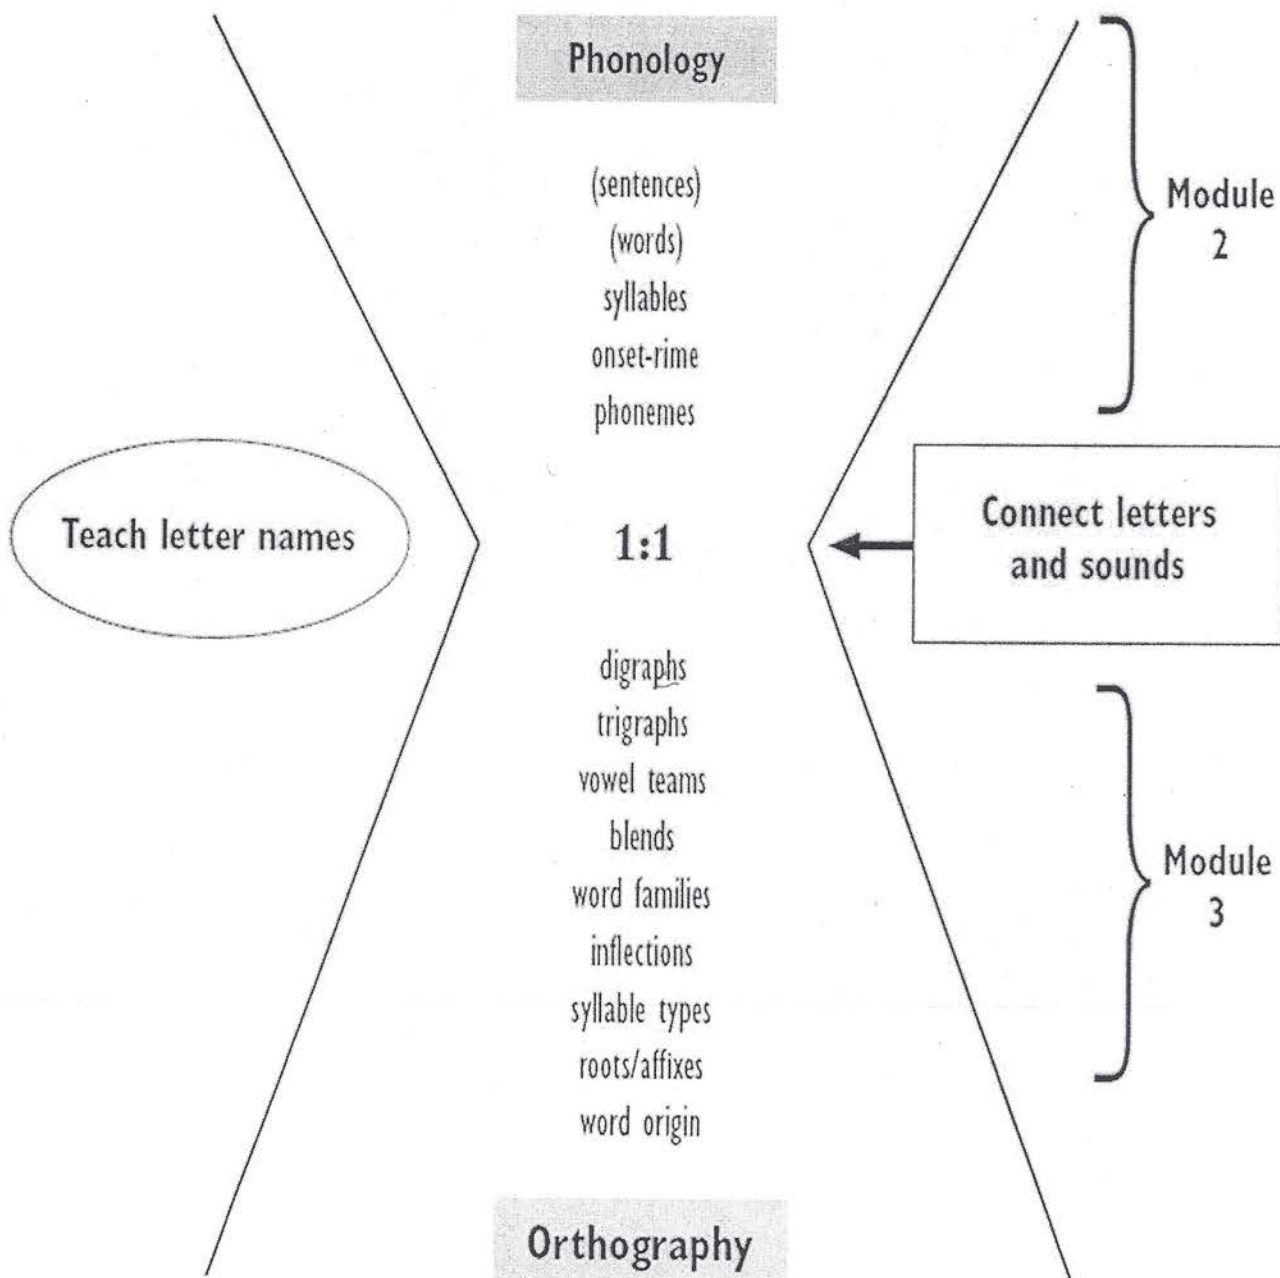 Phonology
(sentences)
(words)
syllables
onset-rime
phonemes
Module
2
Teach letter names
1:1
Connect letters
and sounds
digraphs
trigraphs
vowel teams
blends
word families
inflections
syllable types
roots/affixes
word origin
Module
3
Orthography